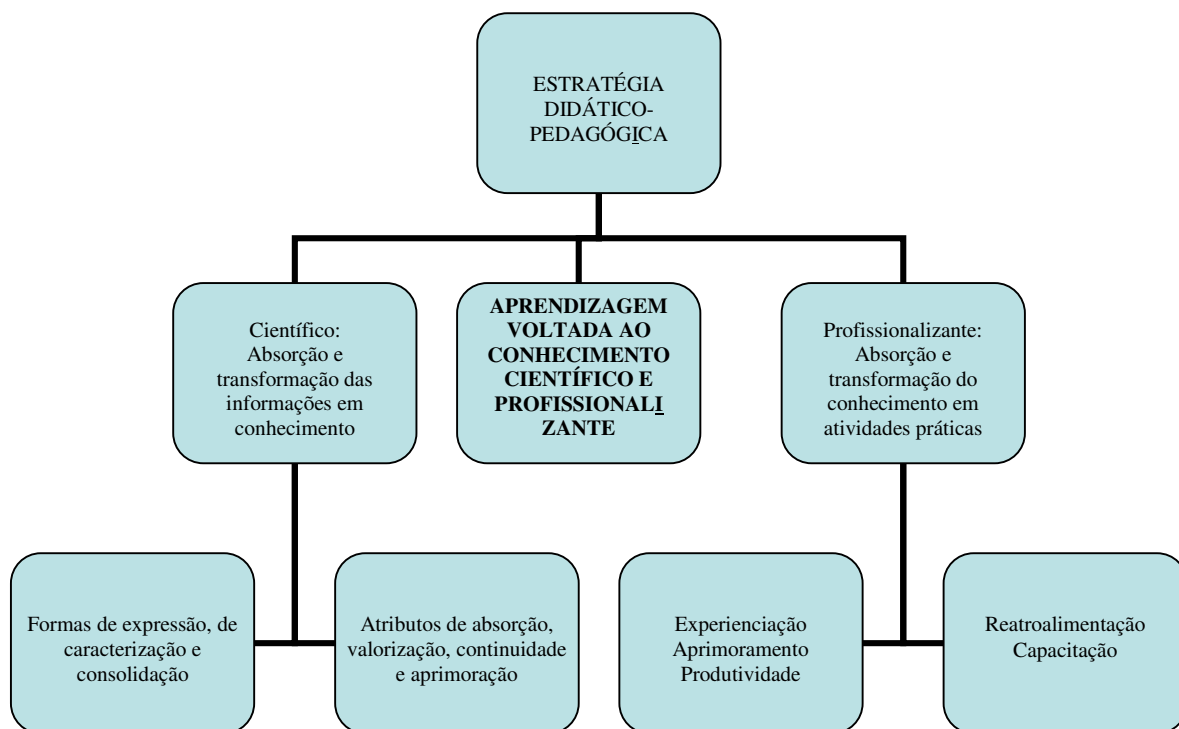 ESTRATÉGIA
DIDÁTICO-
PEDAGÓGICA
Científico:
Absorção e
transformação das
informações em
conhecimento
APRENDIZAGEM
VOLTADA AO
CONHECIMENTO
CIENTÍFICO E
PROFISSIONALI
ZANTE
Profissionalizante:
Absorção e
transformação do
conhecimento em
atividades práticas
Formas de expressão, de
caracterização e
consolidação
Atributos de absorção,
valorização, continuidade
e aprimoração
Experienciação
Aprimoramento
Produtividade
Reatroalimentação
Capacitação